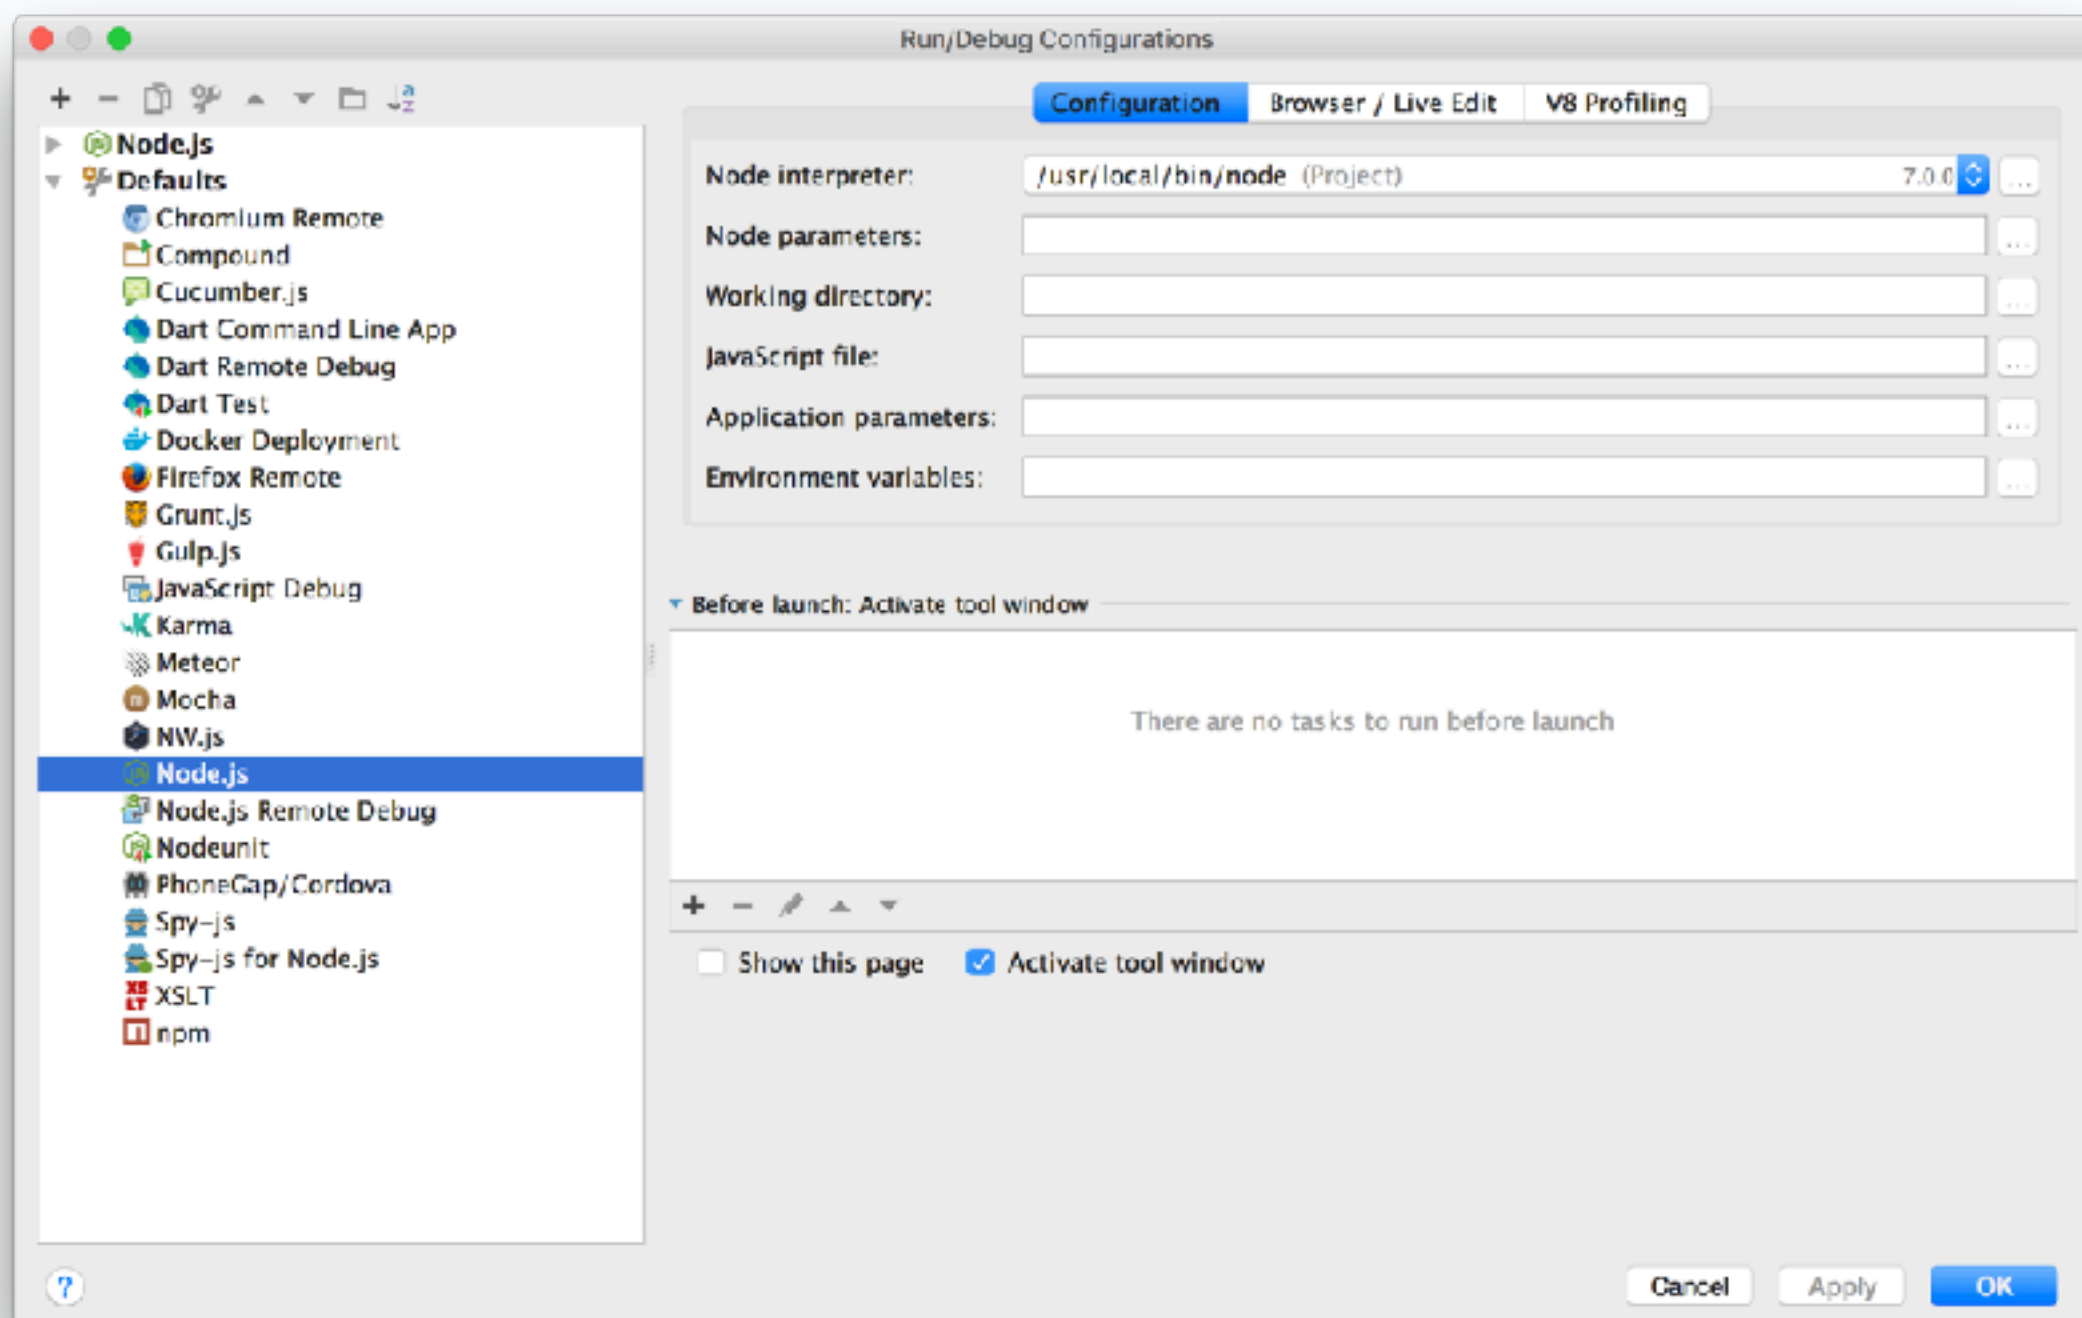 Run/Debug Configurations
Node.js
Defaults
Chromium Remote
Compound
Cucumber.js
Dart Command Line App
Dart Remote Debug
Dart Test
Docker Deployment
Firefox Remote
Grunt.js
Gulp.js
JavaScript Debug
Karma
Meteor
Mocha
NW.js
Node.js
Node.js Remote Debug
Nodeunit
PhoneGap/Cordova
Spy-js
Spy-js for Node.js
XSLT
npm
Configuration Browser / Live Edit V8 Profiling
Node interpreter: /usr/local/bin/node (Project) 7.0.0 ...
Node parameters: ...
Working directory: ...
JavaScript file: ...
Application parameters: ...
Environment variables: ...
Before launch: Activate tool window
There are no tasks to run before launch
Show this page Activate tool window
? Cancel Apply OK